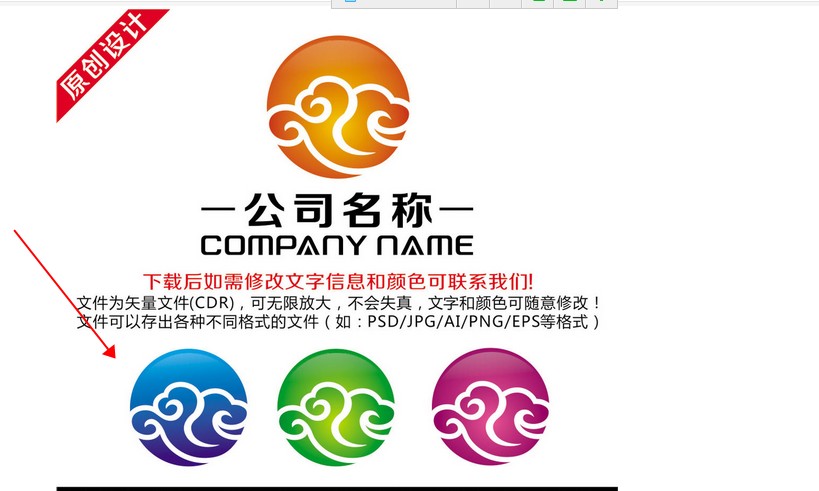 原创设计
公司名称
COMPANY NAME
下载后如需修改文字信息和颜色可联系我们!
文件为矢量文件(CDR)，可无限放大，不会失真，文字和颜色可随意修改！
文件可以存出各种不同格式的文件（如：PSD/JPG/AI/PNG/EPS等格式）